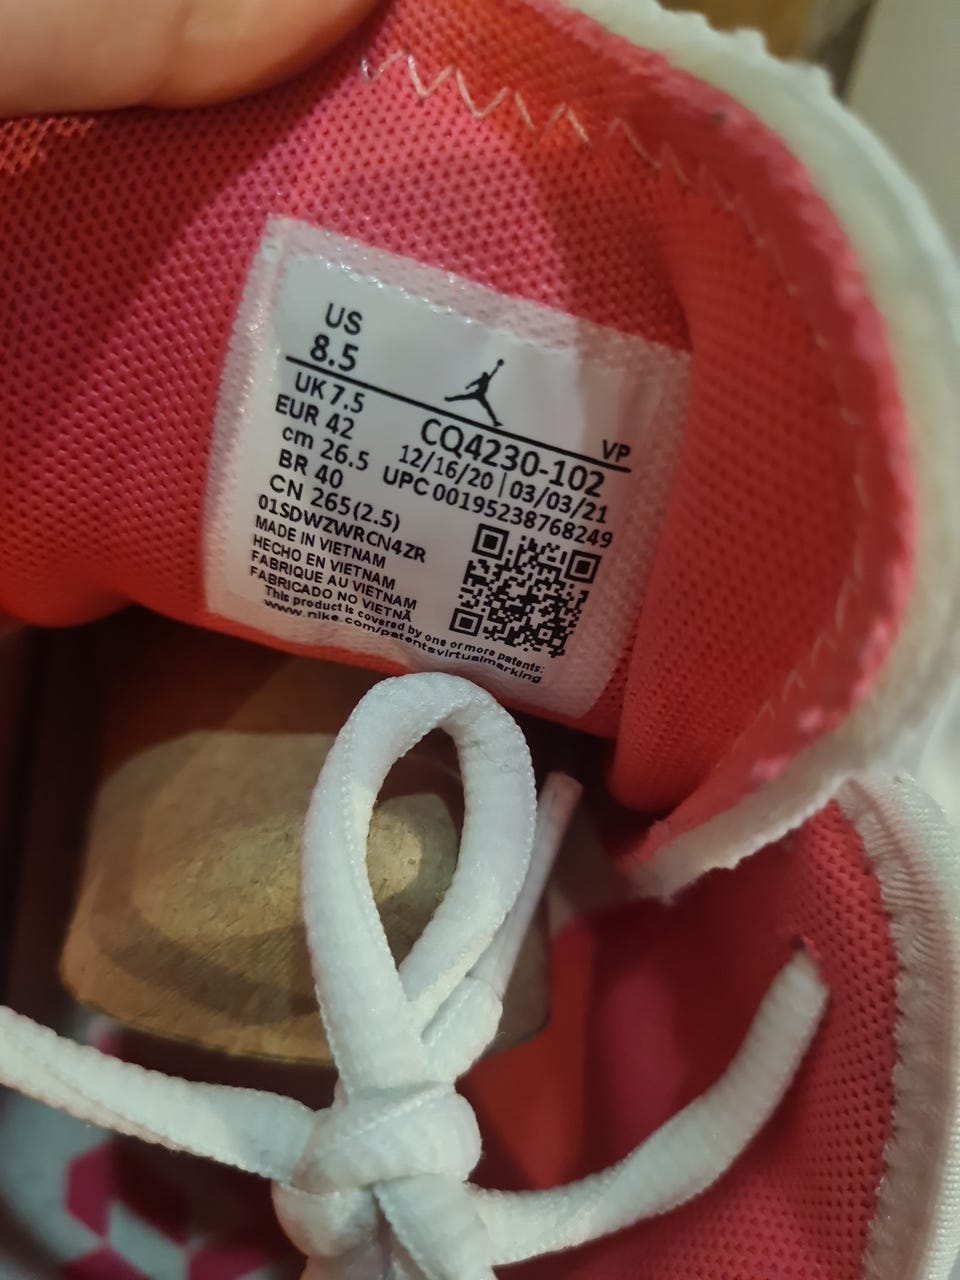 US
8.5
UK 7.5
EUR 42
cm 26.5
BR 40
CN 265(2.5)
VP
CQ4230-102
12/16/20 | 03/03/21
UPC 00195238768249
01SDWZWRCN4ZR
MADE IN VIETNAM
HECHO EN VIETNAM
FABRIQUE AU VIETNAM
FABRICADO NO VIETNÃ
This product is covered by one or more patents:
www.nike.com/patentsvirtualmarking